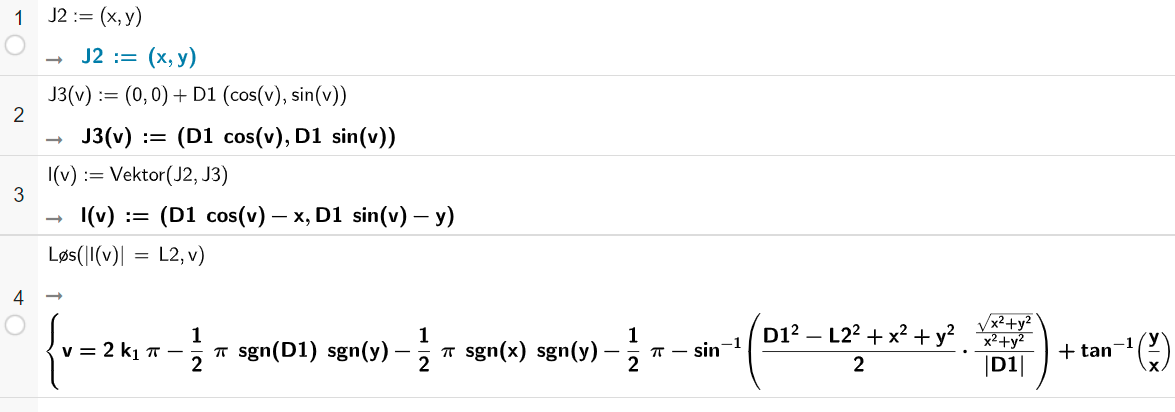 1
J2 := (x, y)
→ J2 := (x, y)
2
J3(v) := (0, 0) + D1 (cos(v), sin(v))
→ J3(v) := (D1 cos(v), D1 sin(v))
3
I(v) := Vektor(J2, J3)
→ I(v) := (D1 cos(v) − x, D1 sin(v) − y)
4
Løs(|I(v)| = L2, v)
→
{v = 2 k₁ π − 1/2 π sgn(D1) sgn(y) − 1/2 π sgn(x) sgn(y) − 1/2 π − sin⁻¹((D1² − L2² + x² + y²)/2 · (√(x²+y²)/(x²+y²))/|D1|) + tan⁻¹(y/x)